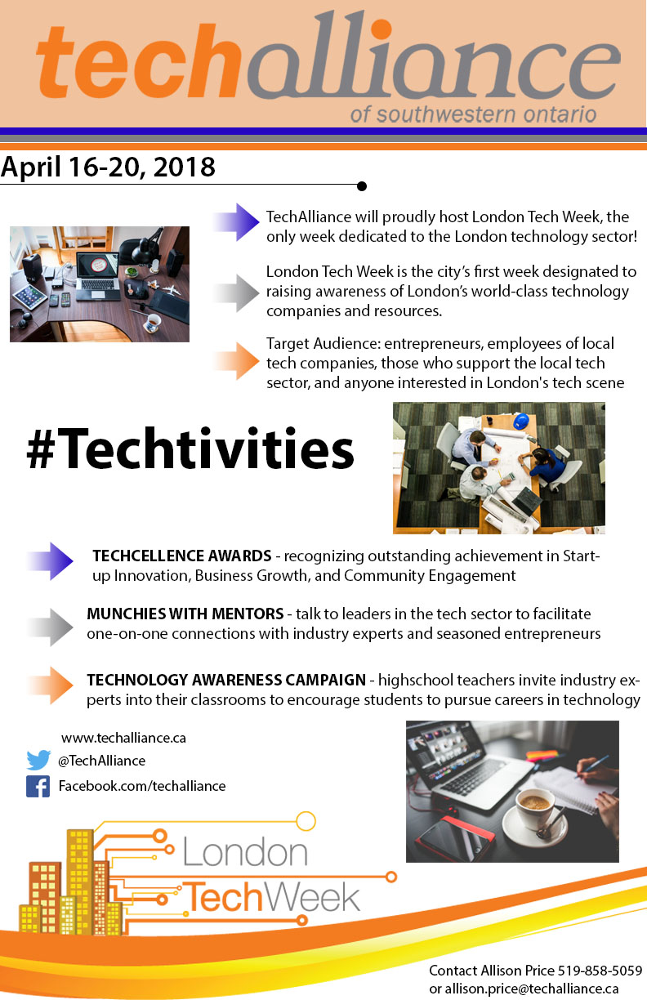 techalliance
of southwestern ontario
April 16-20, 2018
TechAlliance will proudly host London Tech Week, the
only week dedicated to the London technology sector!
London Tech Week is the city’s first week designated to
raising awareness of London’s world-class technology
companies and resources.
Target Audience: entrepreneurs, employees of local
tech companies, those who support the local tech
sector, and anyone interested in London's tech scene
#Techtivities
TECHCELLENCE AWARDS - recognizing outstanding achievement in Start-
up Innovation, Business Growth, and Community Engagement
MUNCHIES WITH MENTORS - talk to leaders in the tech sector to facilitate
one-on-one connections with industry experts and seasoned entrepreneurs
TECHNOLOGY AWARENESS CAMPAIGN - highschool teachers invite industry ex-
perts into their classrooms to encourage students to pursue careers in technology
www.techalliance.ca
@TechAlliance
Facebook.com/techalliance
London
TechWeek
Contact Allison Price 519-858-5059
or allison.price@techalliance.ca